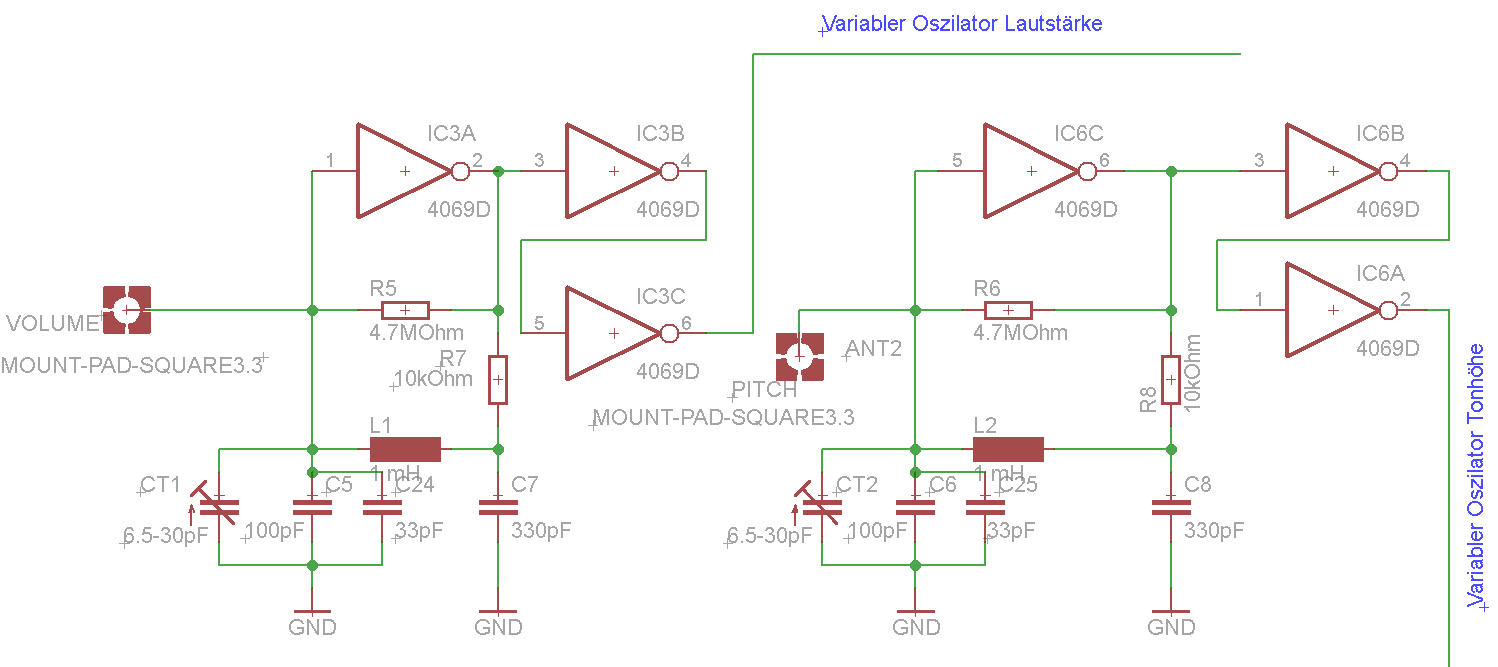 Variabler Oszilator Lautstärke
IC3A
IC3B
IC6C
IC6B
1
2
3
4
5
6
3
4
4069D
4069D
4069D
4069D
IC6A
R5
IC3C
R6
1
2
VOLUME
4.7MOhm
5
6
4.7MOhm
ANT2
4069D
MOUNT-PAD-SQUARE3.3
R7
10kOhm
4069D
PITCH
R8
10kOhm
MOUNT-PAD-SQUARE3.3
L1
1 mH
L2
1 mH
CT1
C5
C24
C7
CT2
C6
C25
C8
6.5-30pF
100pF
33pF
330pF
6.5-30pF
100pF
33pF
330pF
GND
GND
GND
GND
Variabler Oszilator Tonhöhe